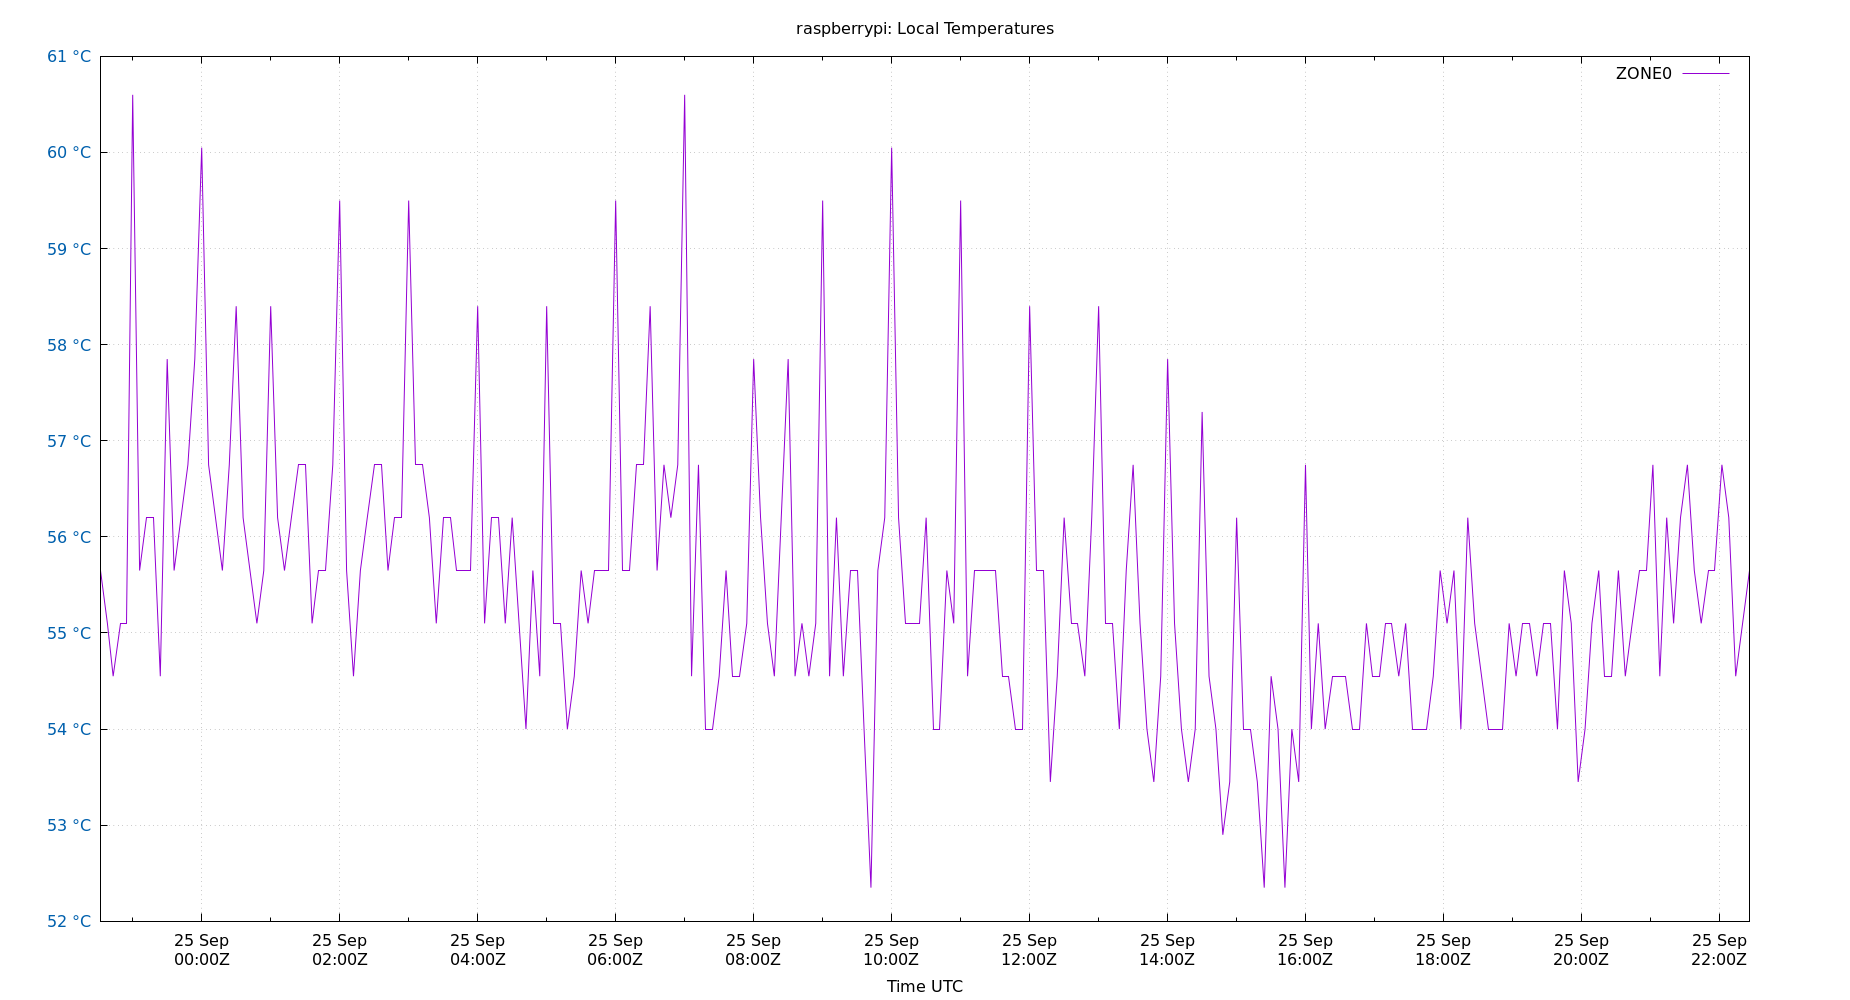 raspberrypi: Local Temperatures
ZONE0
61 °C
60 °C
59 °C
58 °C
57 °C
56 °C
55 °C
54 °C
53 °C
52 °C
25 Sep 25 Sep 25 Sep 25 Sep 25 Sep 25 Sep 25 Sep 25 Sep 25 Sep 25 Sep 25 Sep 25 Sep
00:00Z 02:00Z 04:00Z 06:00Z 08:00Z 10:00Z 12:00Z 14:00Z 16:00Z 18:00Z 20:00Z 22:00Z
Time UTC